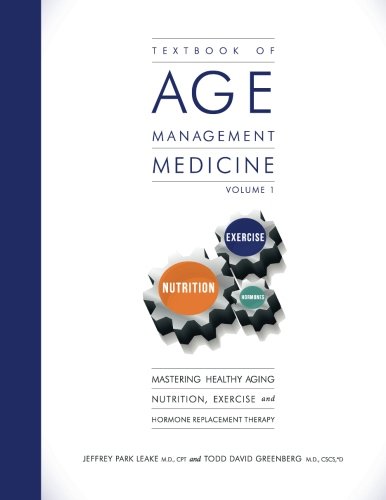 TEXTBOOK OF
AGE
MANAGEMENT
MEDICINE
VOLUME 1
EXERCISE
NUTRITION
HORMONES
MASTERING HEALTHY AGING
NUTRITION, EXERCISE and
HORMONE REPLACEMENT THERAPY
JEFFREY PARK LEAKE M.D., CPT and TODD DAVID GREENBERG M.D., CSCS,*D